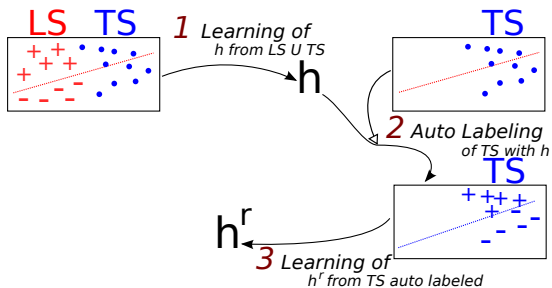 LS TS
1 Learning of
h from LS U TS
TS
h
2 Auto Labeling
of TS with h
TS
h^r
3 Learning of
h^r from TS auto labeled